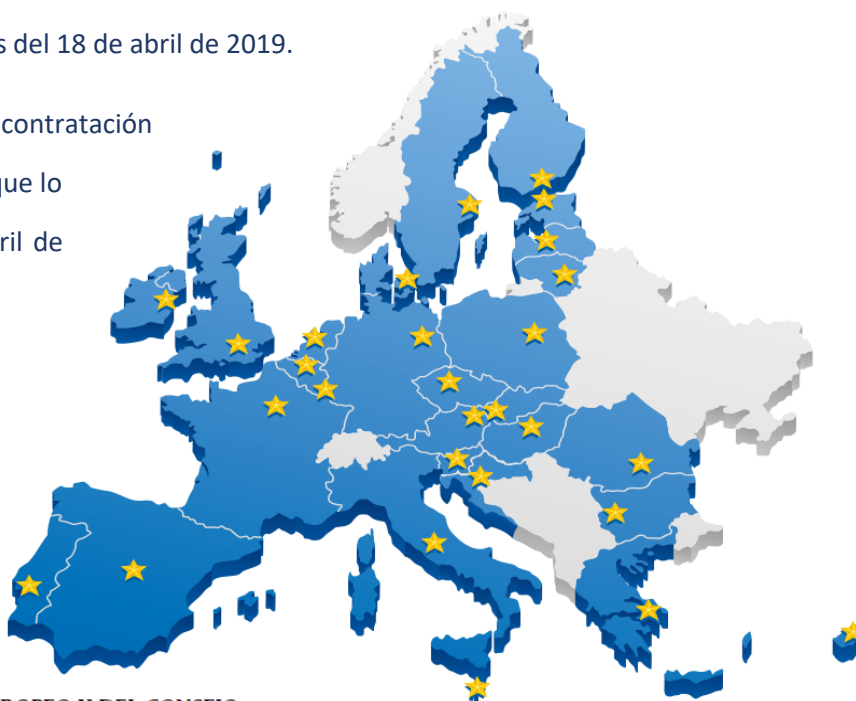 s del 18 de abril de 2019.
contratación
que lo
ril de